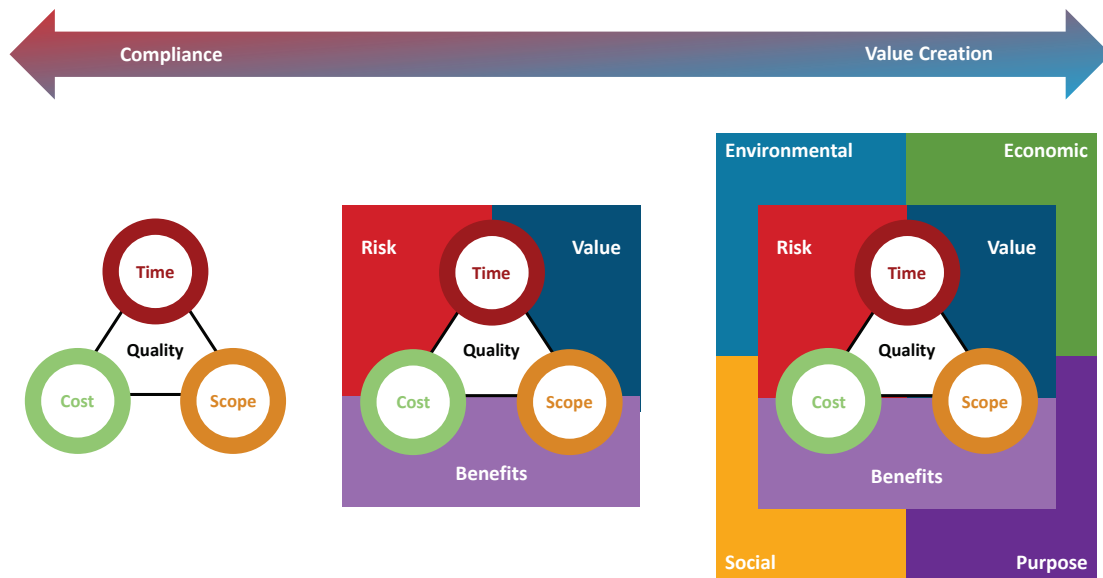 Compliance
Value Creation
Time
Quality
Cost
Scope
Risk
Value
Time
Quality
Cost
Scope
Benefits
Environmental
Economic
Risk
Value
Time
Quality
Cost
Scope
Benefits
Social
Purpose